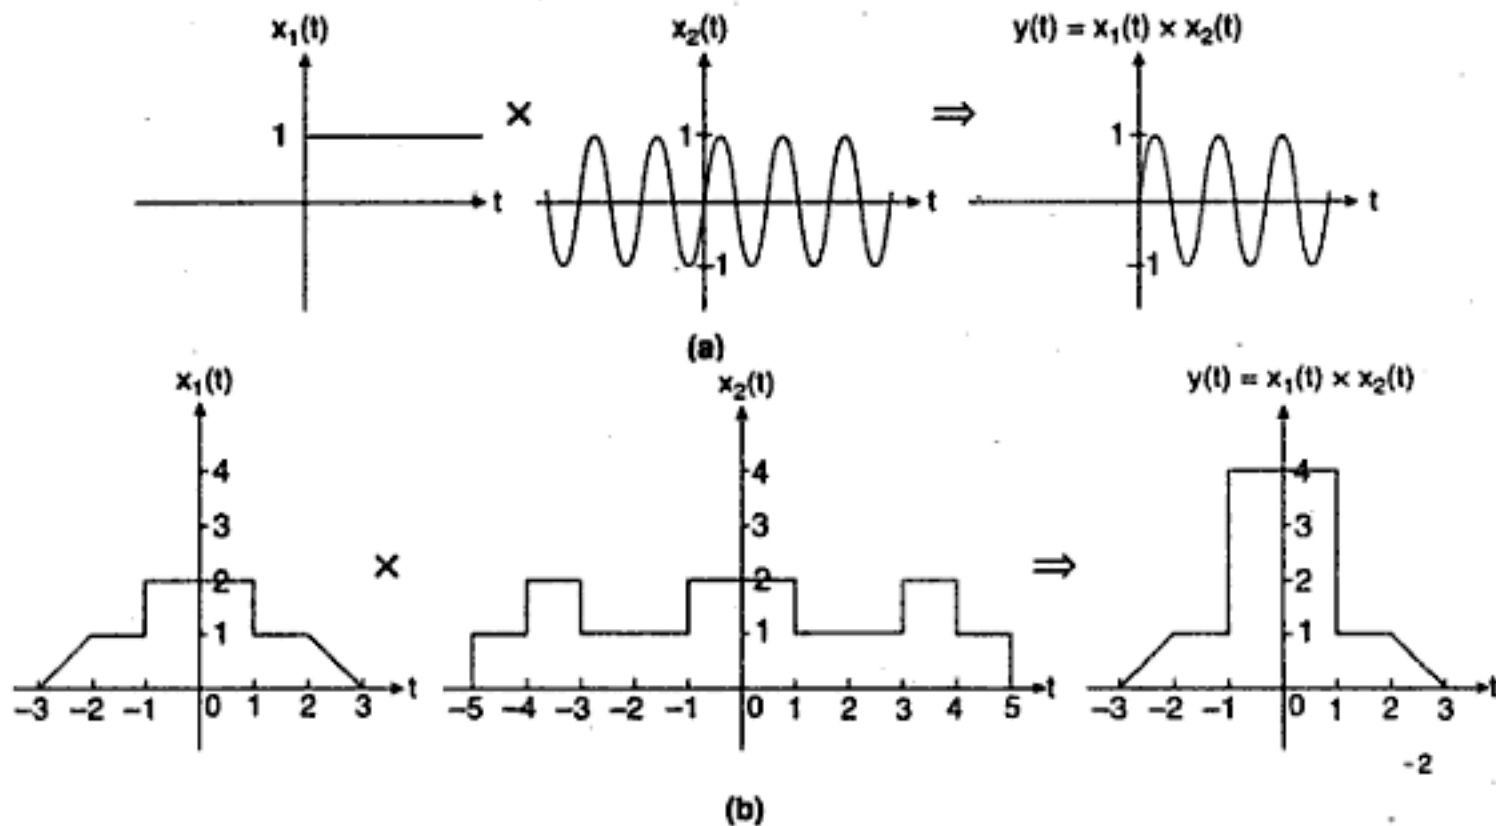 x₁(t) x₂(t) y(t) = x₁(t) × x₂(t)
1 × 1 ⇒ 1
t t t
1 1
(a)
x₁(t) x₂(t) y(t) = x₁(t) × x₂(t)
4 4 4
3 3 3
2 × 2 ⇒ 2
1 1 1
t t t
−3 −2 −1 0 1 2 3 −5 −4 −3 −1 0 1 2 3 4 5 −3 −2 −1 0 1 2 3
-2
(b)